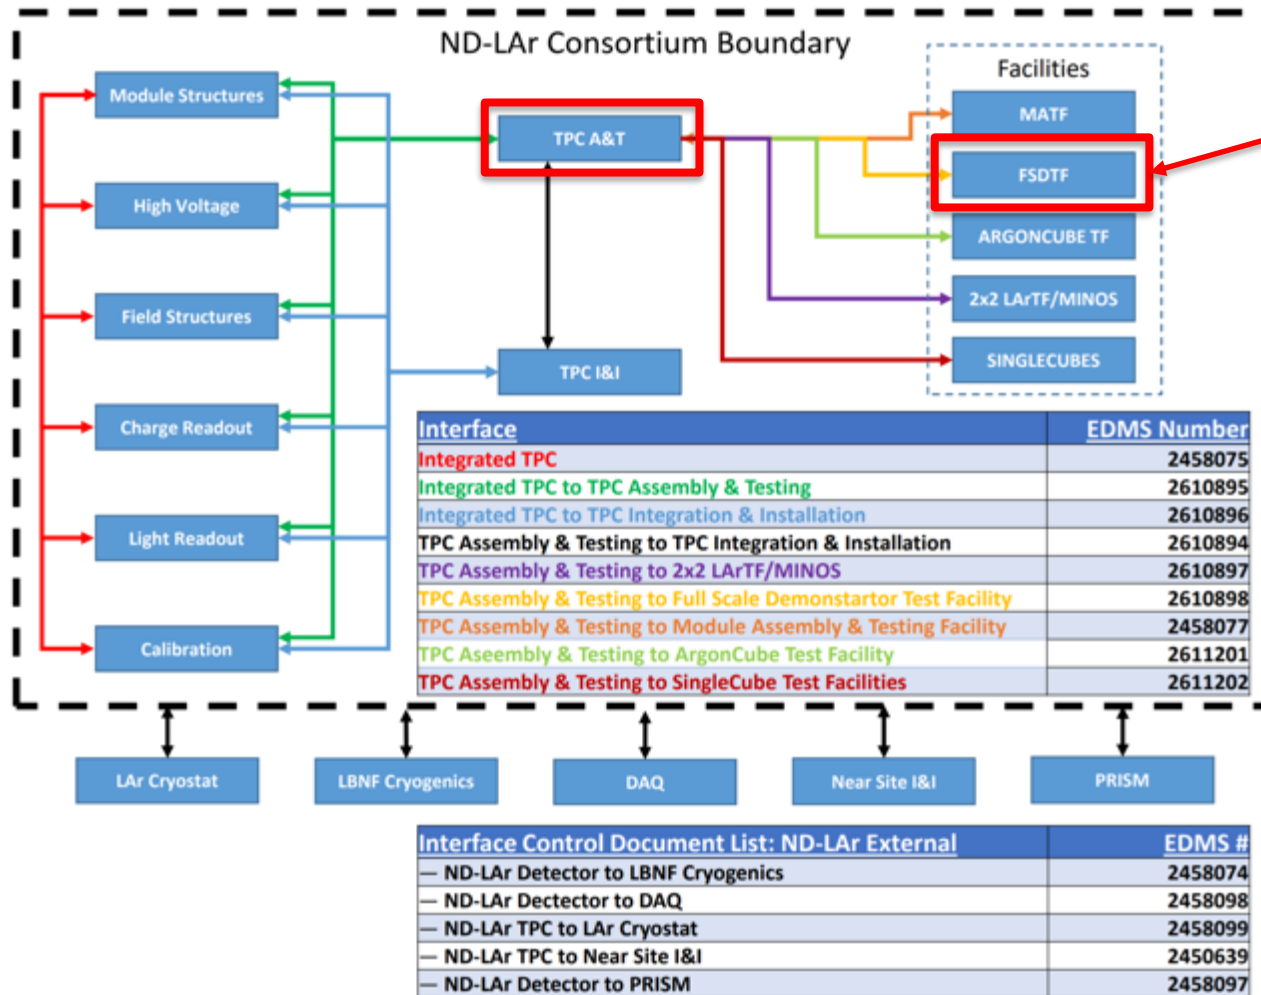 ND-LAr Consortium Boundary
Facilities
Module Structures
High Voltage
Field Structures
Charge Readout
Light Readout
Calibration
TPC A&T
TPC I&I
MATF
FSDTF
ARGONCUBE TF
2x2 LArTF/MINOS
SINGLECUBES
Interface EDMS Number
Integrated TPC 2458075
Integrated TPC to TPC Assembly & Testing 2610895
Integrated TPC to TPC Integration & Installation 2610896
TPC Assembly & Testing to TPC Integration & Installation 2610894
TPC Assembly & Testing to 2x2 LArTF/MINOS 2610897
TPC Assembly & Testing to Full Scale Demonstartor Test Facility 2610898
TPC Assembly & Testing to Module Assembly & Testing Facility 2458077
TPC Aseembly & Testing to ArgonCube Test Facility 2611201
TPC Assembly & Testing to SingleCube Test Facilities 2611202
LAr Cryostat
LBNF Cryogenics
DAQ
Near Site I&I
PRISM
Interface Control Document List: ND-LAr External EDMS #
— ND-LAr Detector to LBNF Cryogenics 2458074
— ND-LAr Dectector to DAQ 2458098
— ND-LAr TPC to LAr Cryostat 2458099
— ND-LAr TPC to Near Site I&I 2450639
— ND-LAr Detector to PRISM 2458097